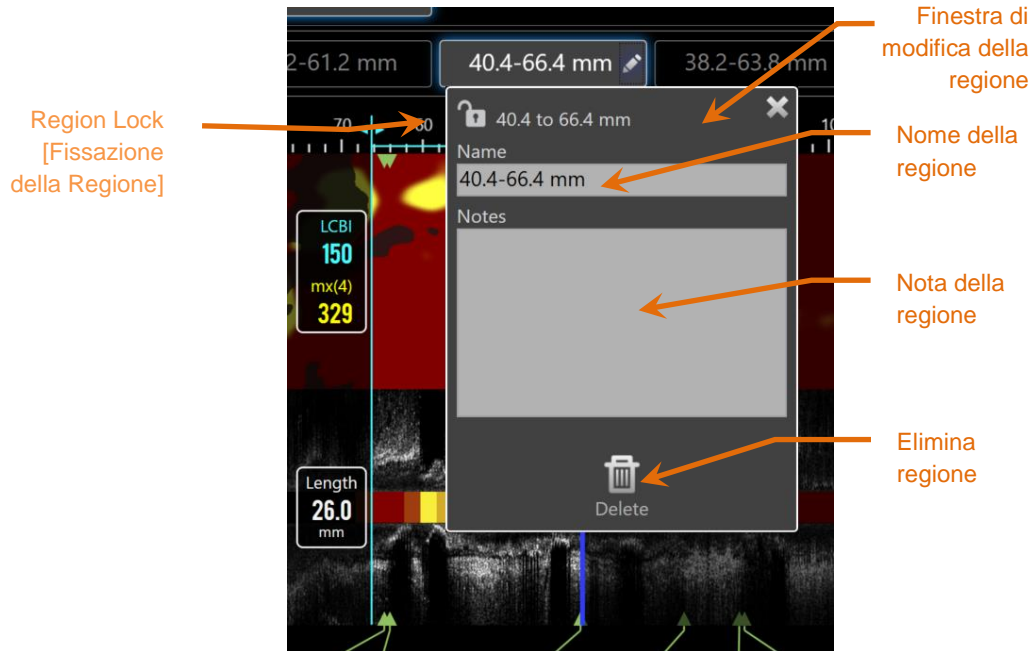 Finestra di
modifica della
regione
2-61.2 mm
40.4-66.4 mm
38.2-63.8 mm
Region Lock
[Fissazione
della Regione]
70
60
10
40.4 to 66.4 mm
Name
40.4-66.4 mm
Nome della
regione
Notes
LCBI
150
mx(4)
329
Nota della
regione
Elimina
regione
Length
26.0
mm
Delete